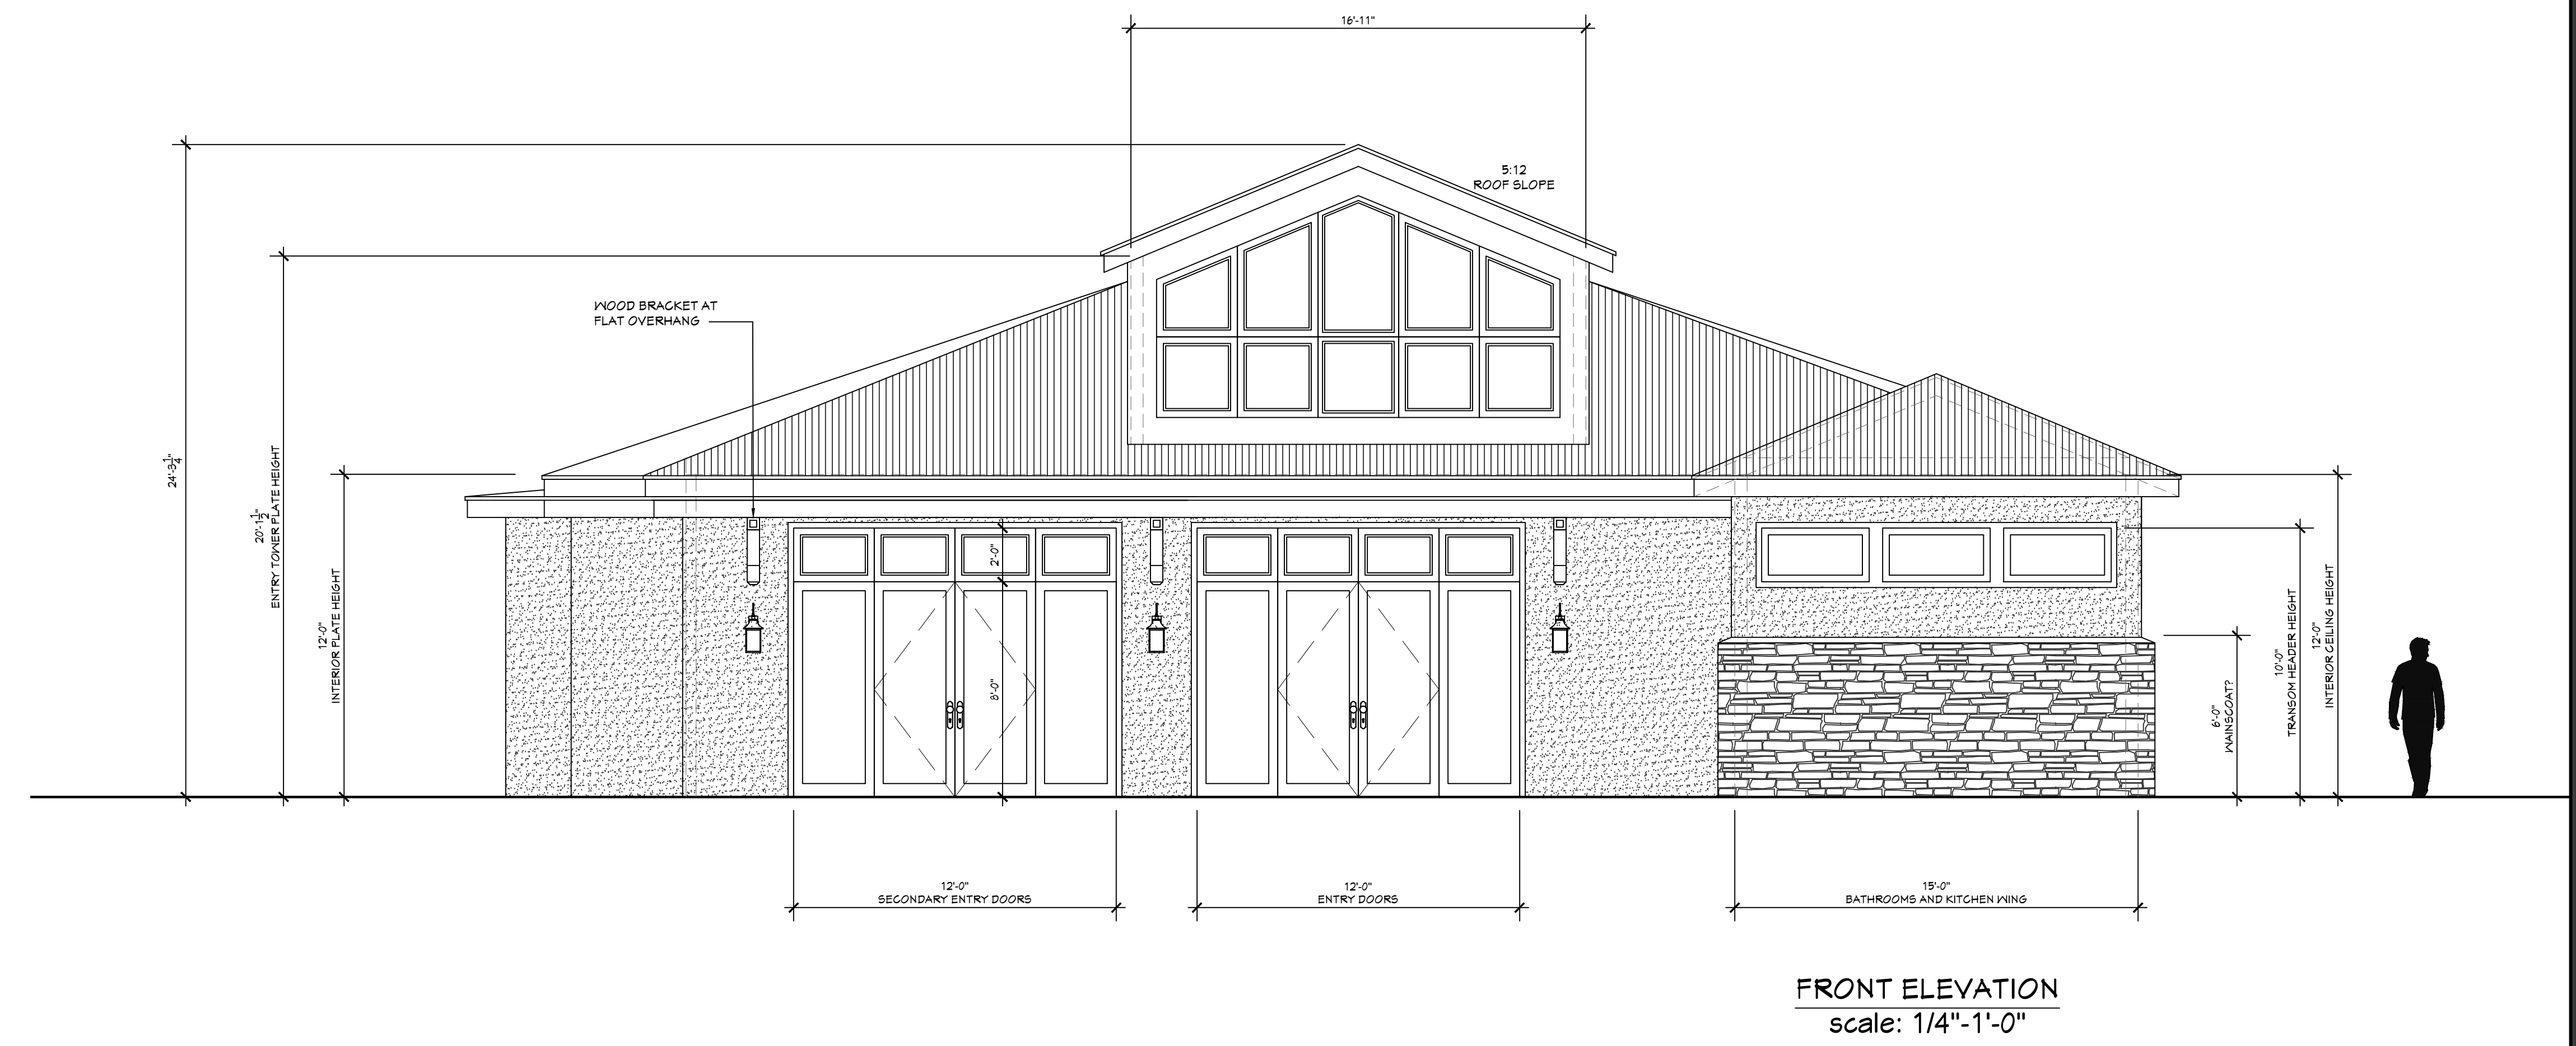 16'-11"
5:12
ROOF SLOPE
WOOD BRACKET AT
FLAT OVERHANG
24'-3 1/4"
20'-1 1/2"
ENTRY TOWER PLATE HEIGHT
12'-0"
INTERIOR PLATE HEIGHT
2'-0"
8'-0"
6'-0"
WAINSCOAT?
10'-0"
TRANSOM HEADER HEIGHT
12'-0"
INTERIOR CEILING HEIGHT
12'-0"
SECONDARY ENTRY DOORS
12'-0"
ENTRY DOORS
15'-0"
BATHROOMS AND KITCHEN WING
FRONT ELEVATION
scale: 1/4"-1'-0"